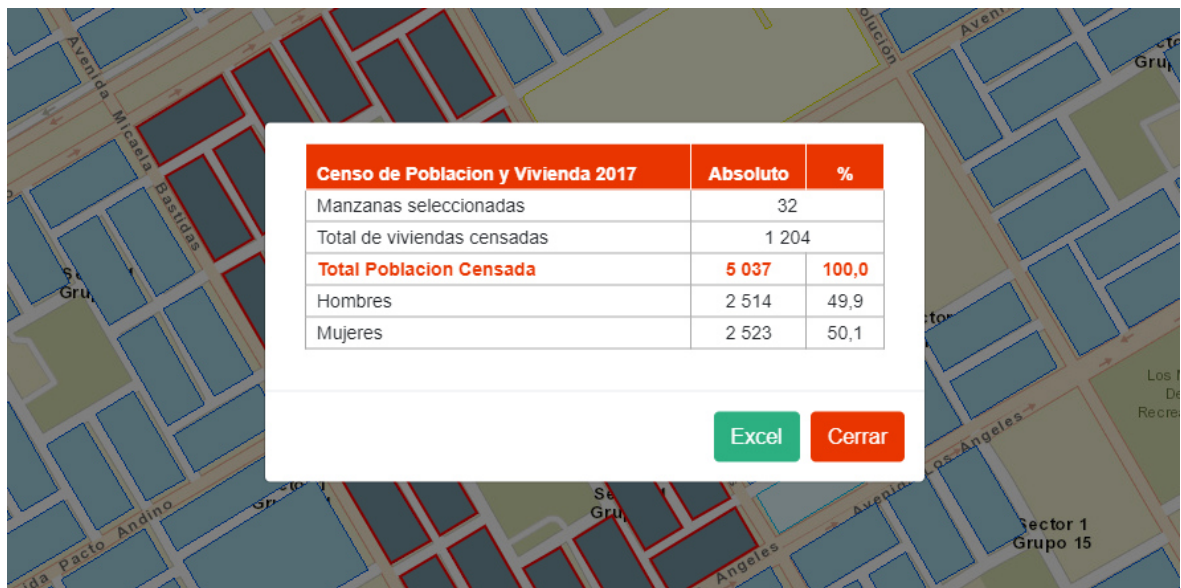 Avenida Micaela Bastidas
Censo de Poblacion y Vivienda 2017 Absoluto %
Manzanas seleccionadas 32
Total de viviendas censadas 1 204
Total Poblacion Censada 5 037 100,0
Hombres 2 514 49,9
Mujeres 2 523 50,1
Excel Cerrar
Pacto Andino
Avenida Los Angeles
Angeles
Sector 1
Grupo 15